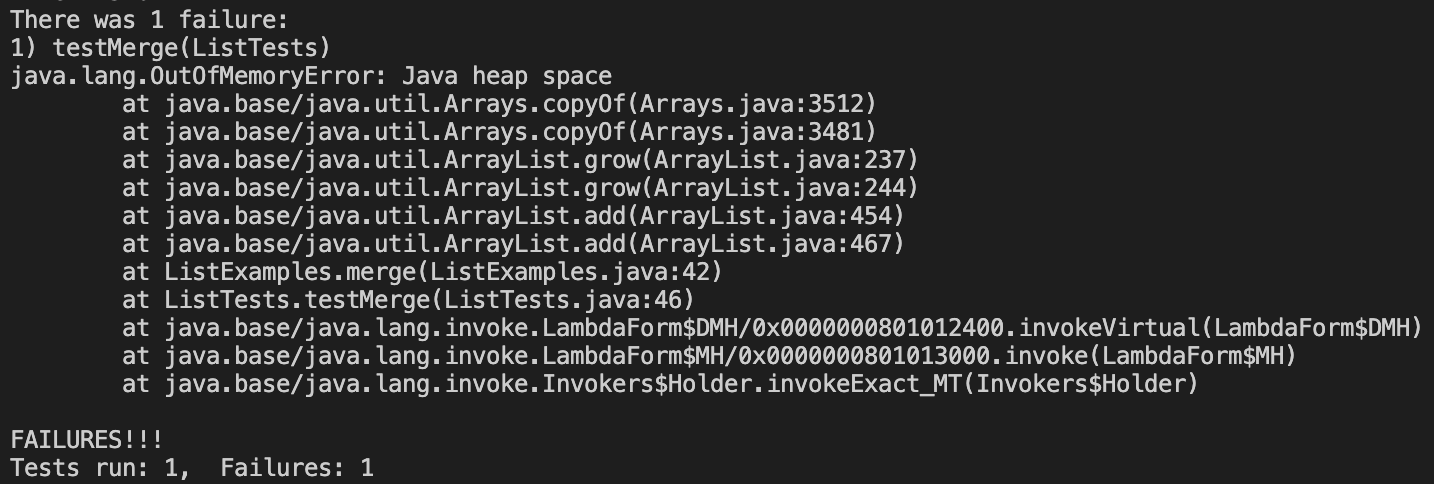 There was 1 failure:
1) testMerge(ListTests)
java.lang.OutOfMemoryError: Java heap space
        at java.base/java.util.Arrays.copyOf(Arrays.java:3512)
        at java.base/java.util.Arrays.copyOf(Arrays.java:3481)
        at java.base/java.util.ArrayList.grow(ArrayList.java:237)
        at java.base/java.util.ArrayList.grow(ArrayList.java:244)
        at java.base/java.util.ArrayList.add(ArrayList.java:454)
        at java.base/java.util.ArrayList.add(ArrayList.java:467)
        at ListExamples.merge(ListExamples.java:42)
        at ListTests.testMerge(ListTests.java:46)
        at java.base/java.lang.invoke.LambdaForm$DMH/0x0000000801012400.invokeVirtual(LambdaForm$DMH)
        at java.base/java.lang.invoke.LambdaForm$MH/0x0000000801013000.invoke(LambdaForm$MH)
        at java.base/java.lang.invoke.Invokers$Holder.invokeExact_MT(Invokers$Holder)

FAILURES!!!
Tests run: 1,  Failures: 1